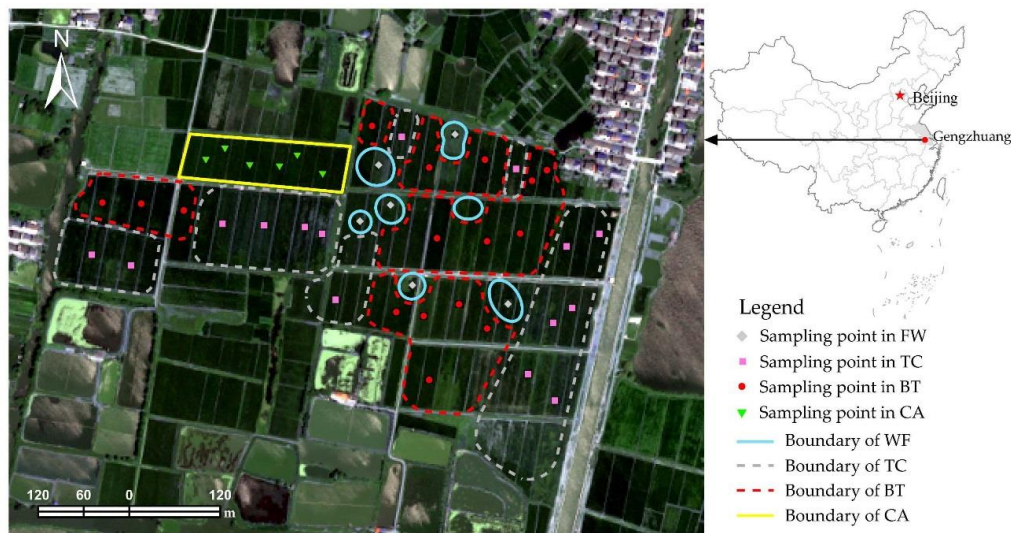 N
Beijing
Gengzhuang
Legend
Sampling point in FW
Sampling point in TC
Sampling point in BT
Sampling point in CA
Boundary of WF
Boundary of TC
Boundary of BT
Boundary of CA
120 60 0 120
m